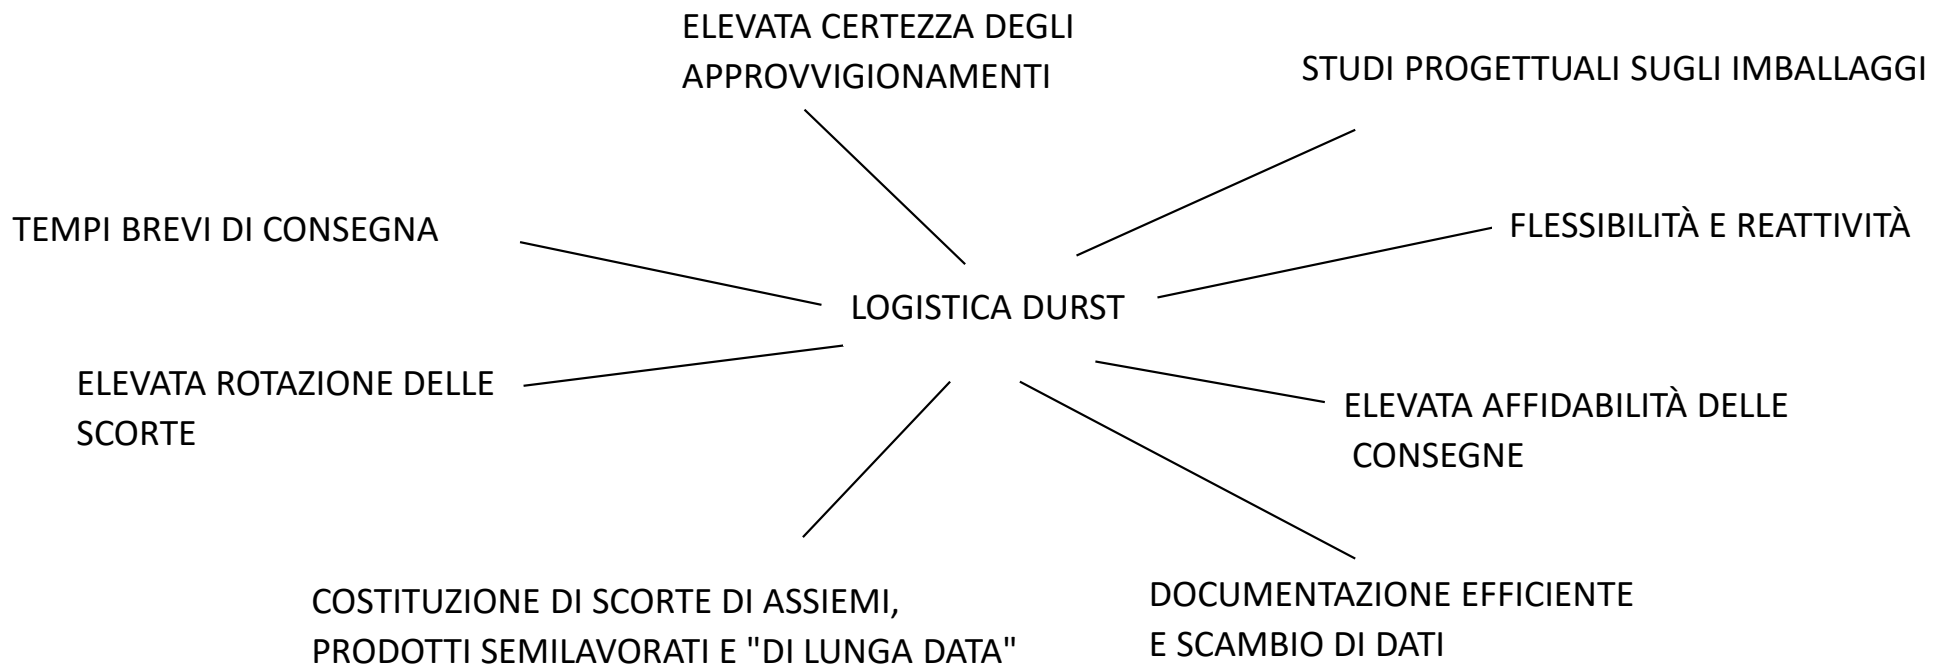 ELEVATA CERTEZZA DEGLI
APPROVVIGIONAMENTI
STUDI PROGETTUALI SUGLI IMBALLAGGI
TEMPI BREVI DI CONSEGNA
FLESSIBILITÀ E REATTIVITÀ
LOGISTICA DURST
ELEVATA ROTAZIONE DELLE
SCORTE
ELEVATA AFFIDABILITÀ DELLE
CONSEGNE
COSTITUZIONE DI SCORTE DI ASSIEMI,
PRODOTTI SEMILAVORATI E "DI LUNGA DATA"
DOCUMENTAZIONE EFFICIENTE
E SCAMBIO DI DATI